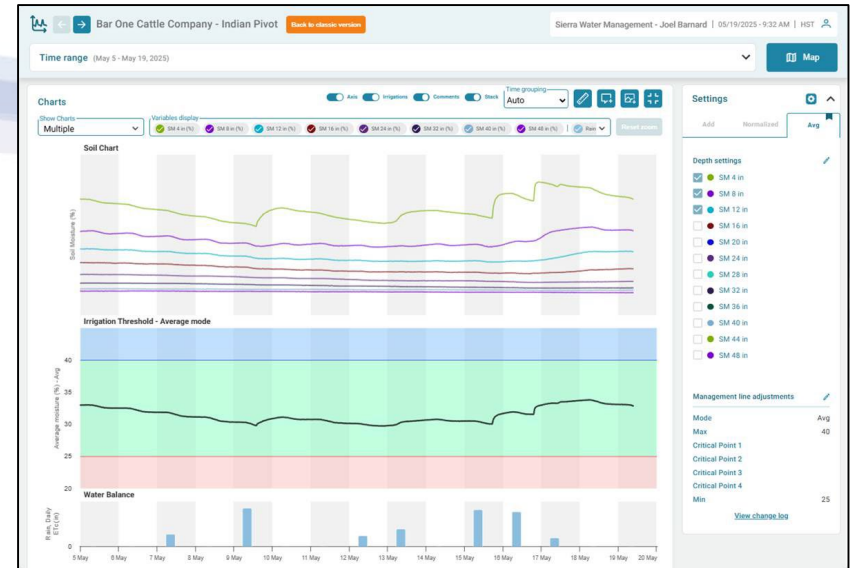 Bar One Cattle Company - Indian Pivot
Back to classic version
Sierra Water Management - Joel Barnard | 05/19/2025 - 9:32 AM | HST
Time range (May 5 - May 19, 2025)
Map
Charts
Axis
Irrigations
Comments
Stack
Time grouping
Auto
Show Charts
Multiple
Variables display
SM 4 in (%)
SM 8 in (%)
SM 12 in (%)
SM 16 in (%)
SM 24 in (%)
SM 32 in (%)
SM 40 in (%)
SM 48 in (%)
Rain
Reset zoom
Soil Chart
Soil Moisture (%)
Irrigation Threshold - Average mode
Average moisture (%) - Avg
40
35
30
25
20
Water Balance
Rain, Daily
ETc(in)
0
5 May 6 May 7 May 8 May 9 May 10 May 11 May 12 May 13 May 14 May 15 May 16 May 17 May 18 May 19 May 20 May
Settings
Add Normalized Avg
Depth settings
SM 4 in
SM 8 in
SM 12 in
SM 16 in
SM 20 in
SM 24 in
SM 28 in
SM 32 in
SM 36 in
SM 40 in
SM 44 in
SM 48 in
Management line adjustments
Mode Avg
Max 40
Critical Point 1
Critical Point 2
Critical Point 3
Critical Point 4
Min 25
View change log